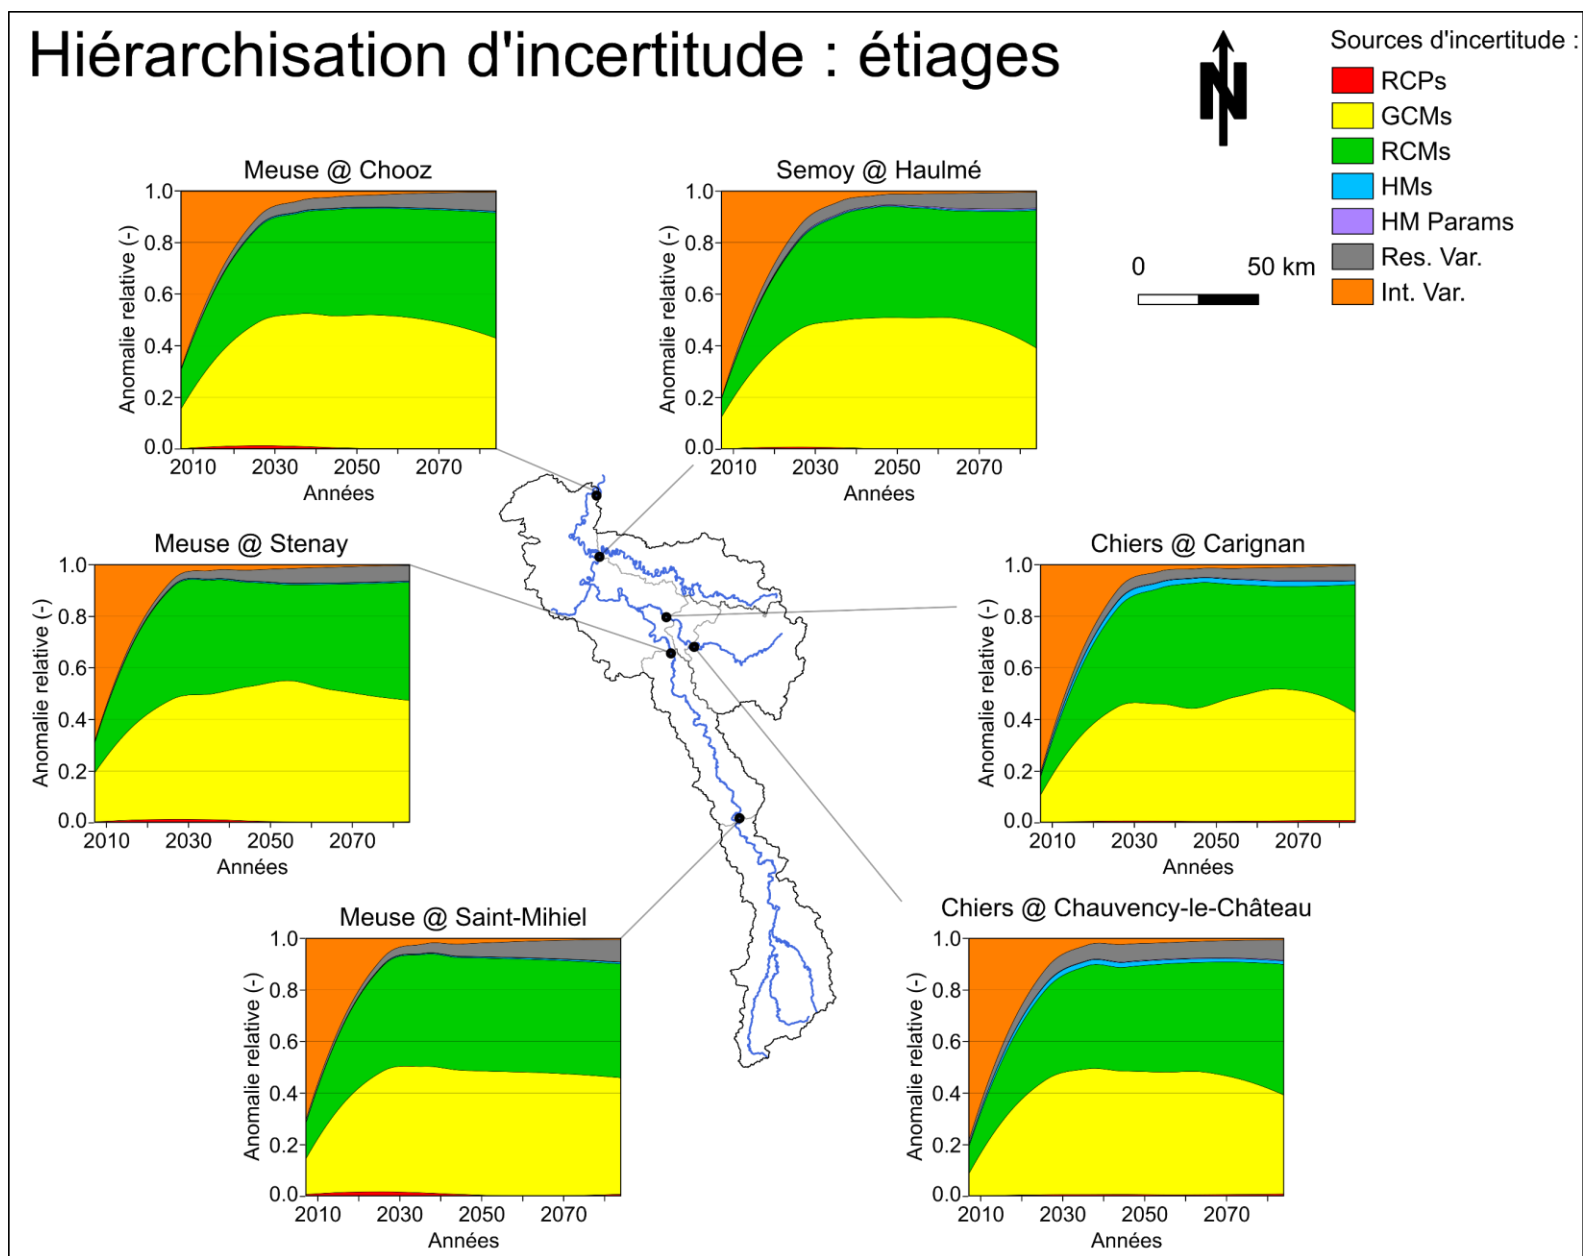 Hiérarchisation d'incertitude : étiages
N
Sources d'incertitude :
RCPs
GCMs
RCMs
HMs
HM Params
Res. Var.
Int. Var.
0 50 km
Meuse @ Chooz
Anomalie relative (-)
1.0
0.8
0.6
0.4
0.2
0.0
2010 2030 2050 2070
Années
Semoy @ Haulmé
Anomalie relative (-)
1.0
0.8
0.6
0.4
0.2
0.0
2010 2030 2050 2070
Années
Meuse @ Stenay
Anomalie relative (-)
1.0
0.8
0.6
0.4
0.2
0.0
2010 2030 2050 2070
Années
Chiers @ Carignan
Anomalie relative (-)
1.0
0.8
0.6
0.4
0.2
0.0
2010 2030 2050 2070
Années
Meuse @ Saint-Mihiel
Anomalie relative (-)
1.0
0.8
0.6
0.4
0.2
0.0
2010 2030 2050 2070
Années
Chiers @ Chauvency-le-Château
Anomalie relative (-)
1.0
0.8
0.6
0.4
0.2
0.0
2010 2030 2050 2070
Années